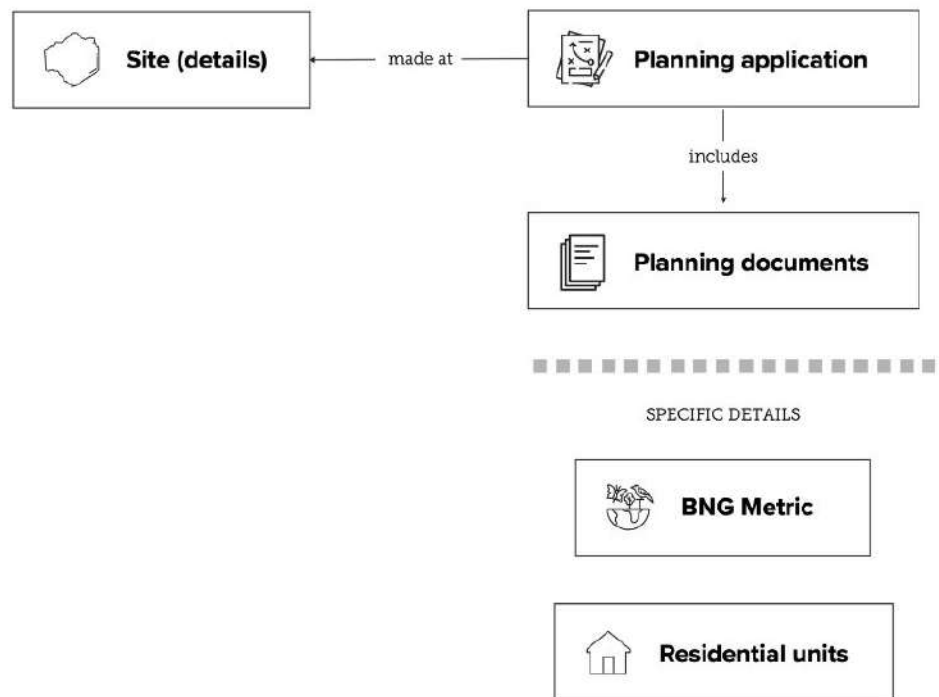 Site (details)
made at
Planning application
includes
Planning documents
SPECIFIC DETAILS
BNG Metric
Residential units